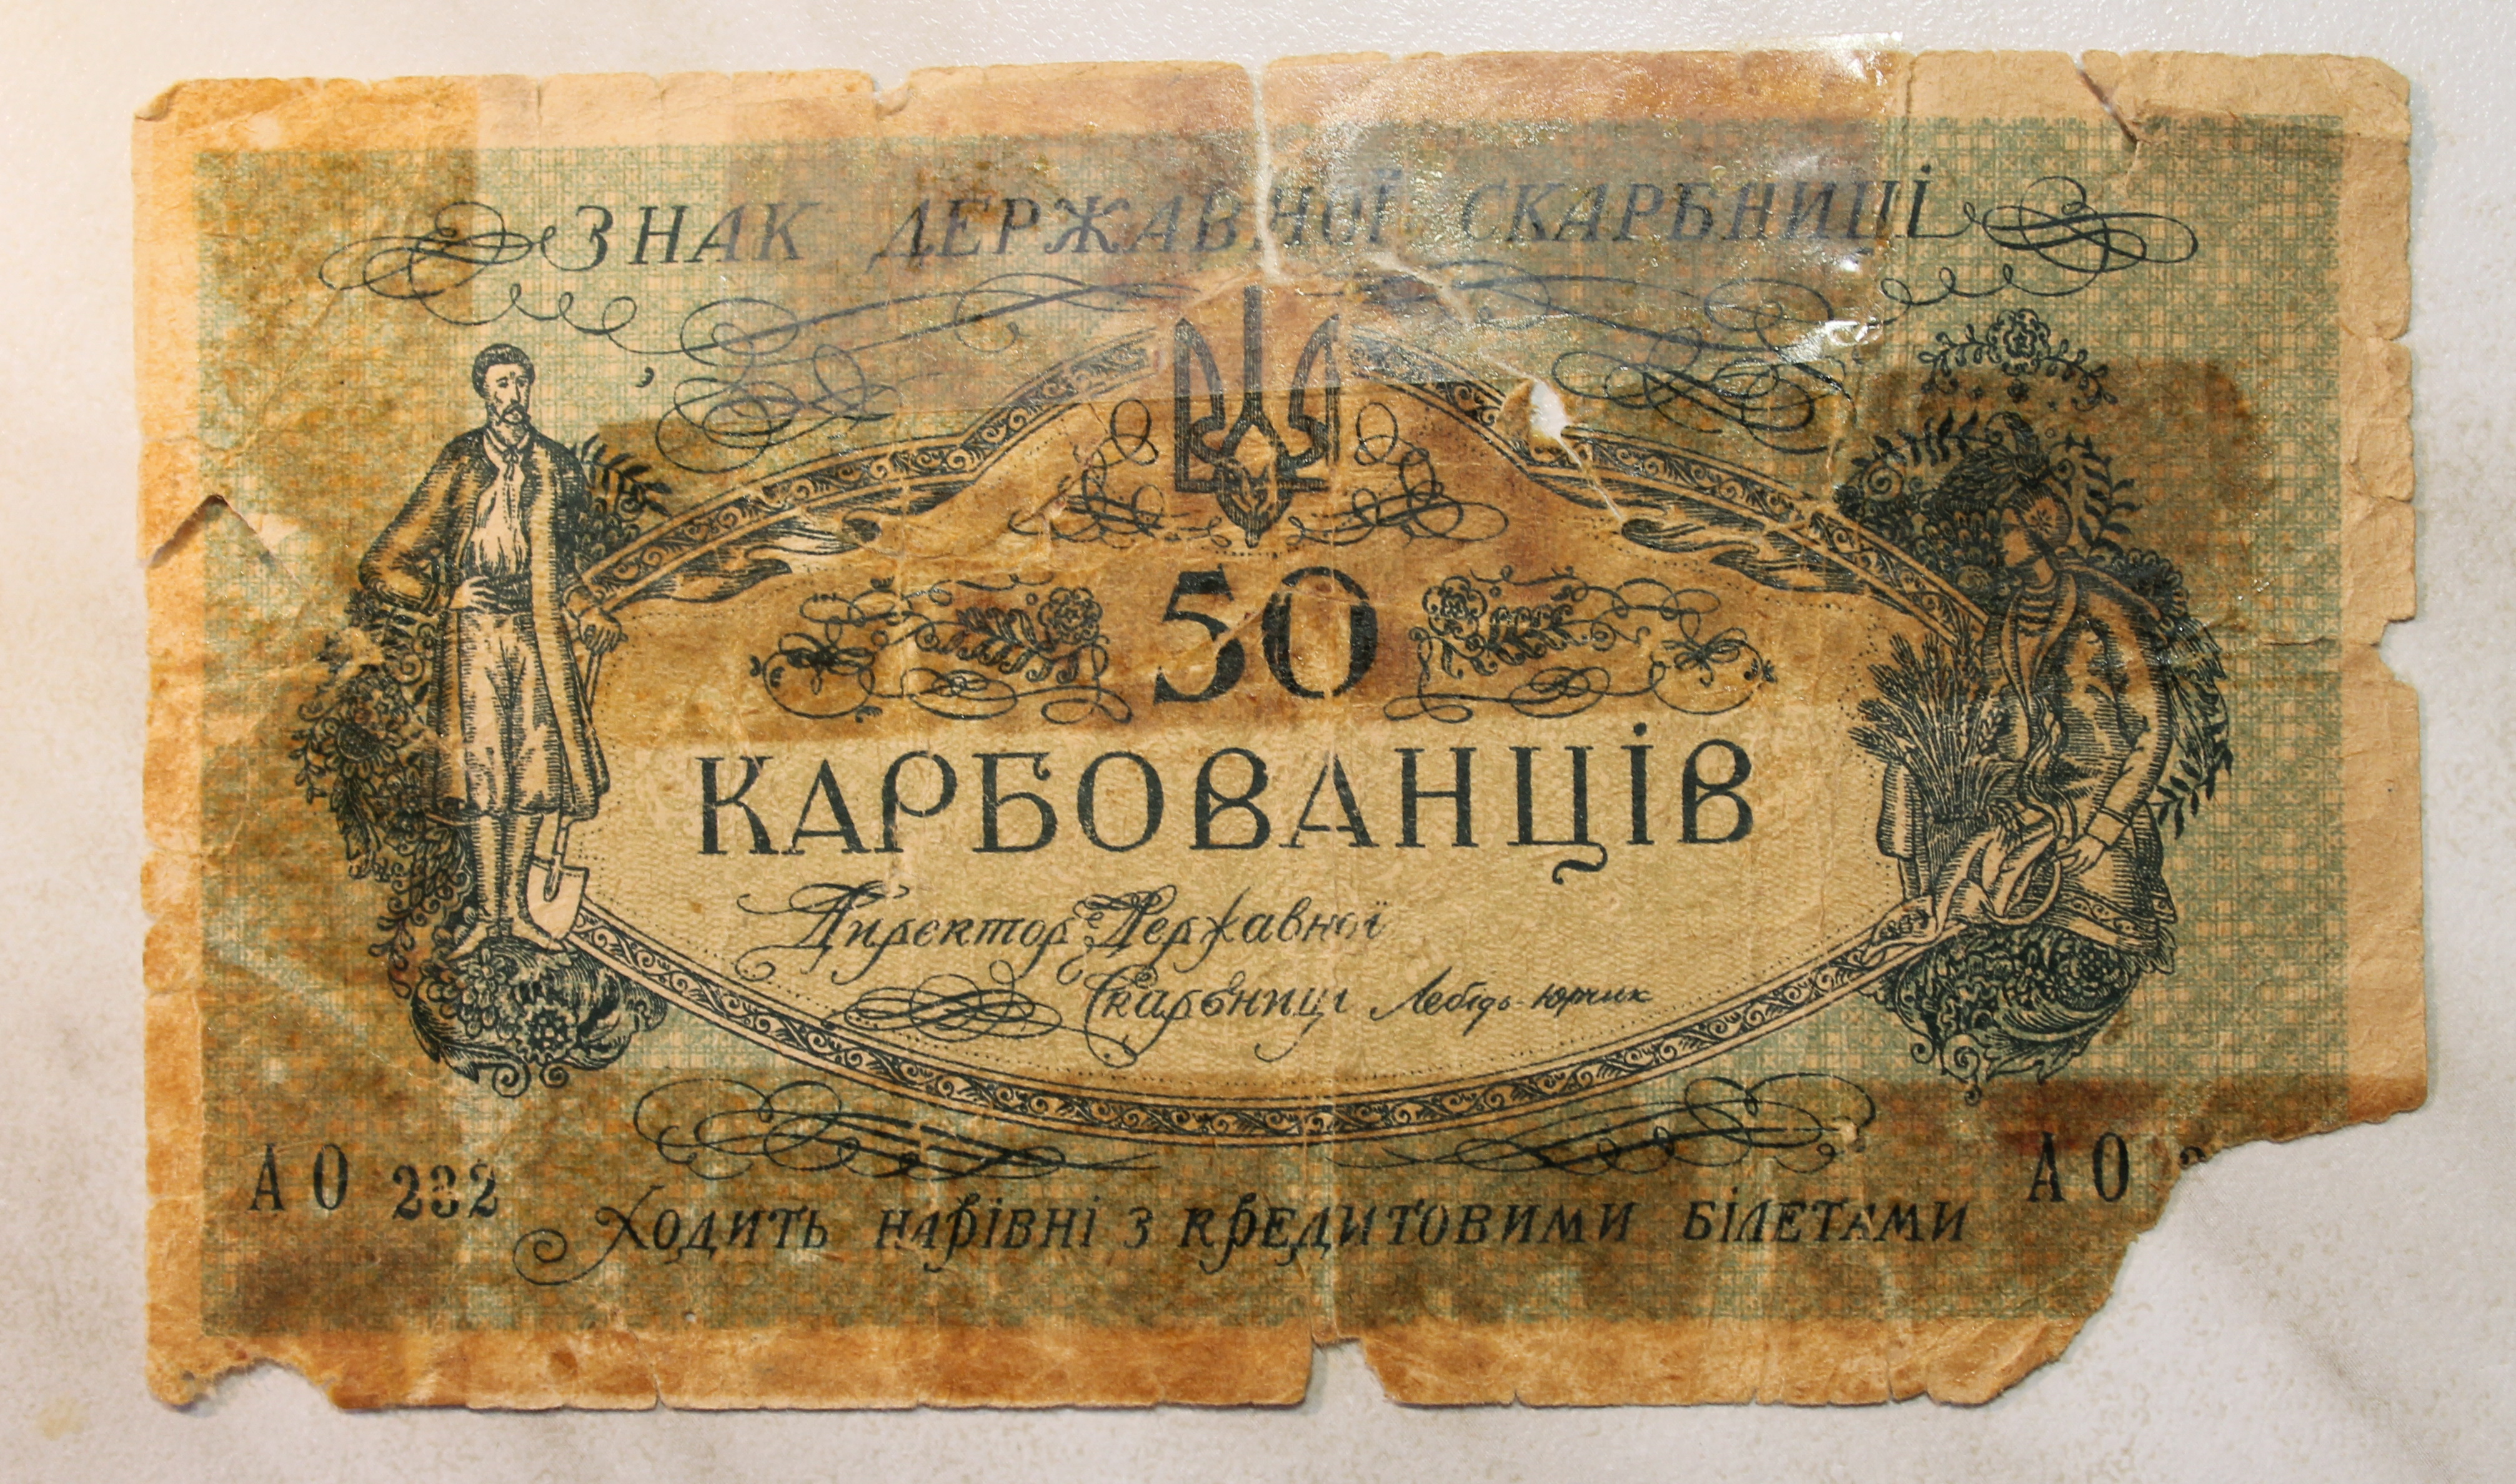 ЗНАК ДЕРЖАВНОЇ СКАРБНИЦІ
50
КАРБОВАНЦІВ
Директор Державної
Скарбниці Лебідь-Юрчик
АО 232 АО
Ходить нарівні з кредитовими білетами